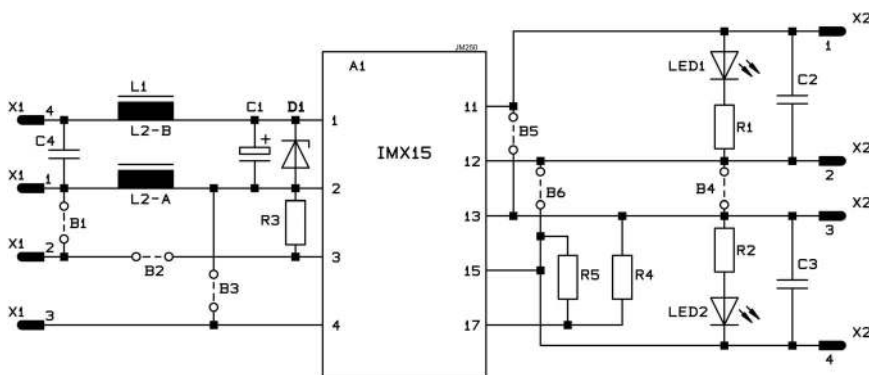 JM250
X2
A1
1
LED1
C2
L1
C1
D1
X1
4
1
11
C4
L2-B
+
B5
R1
IMX15
12
X2
2
X1
1
2
L2-A
B6
B4
X2
3
B1
R3
13
X1
2
3
R2
B2
15
R5
R4
C3
B3
LED2
X1
3
4
17
X2
4